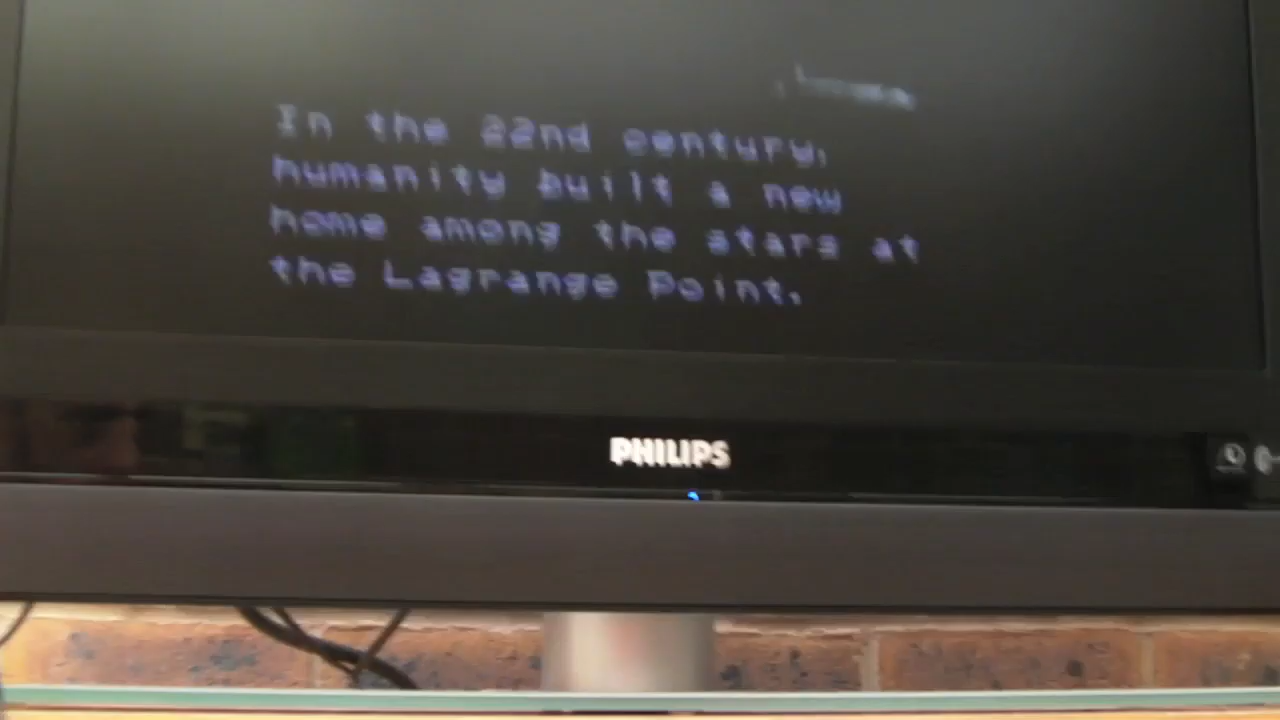 In the 22nd century,
humanity built a new
home among the stars at
the Lagrange Point.
PHILIPS